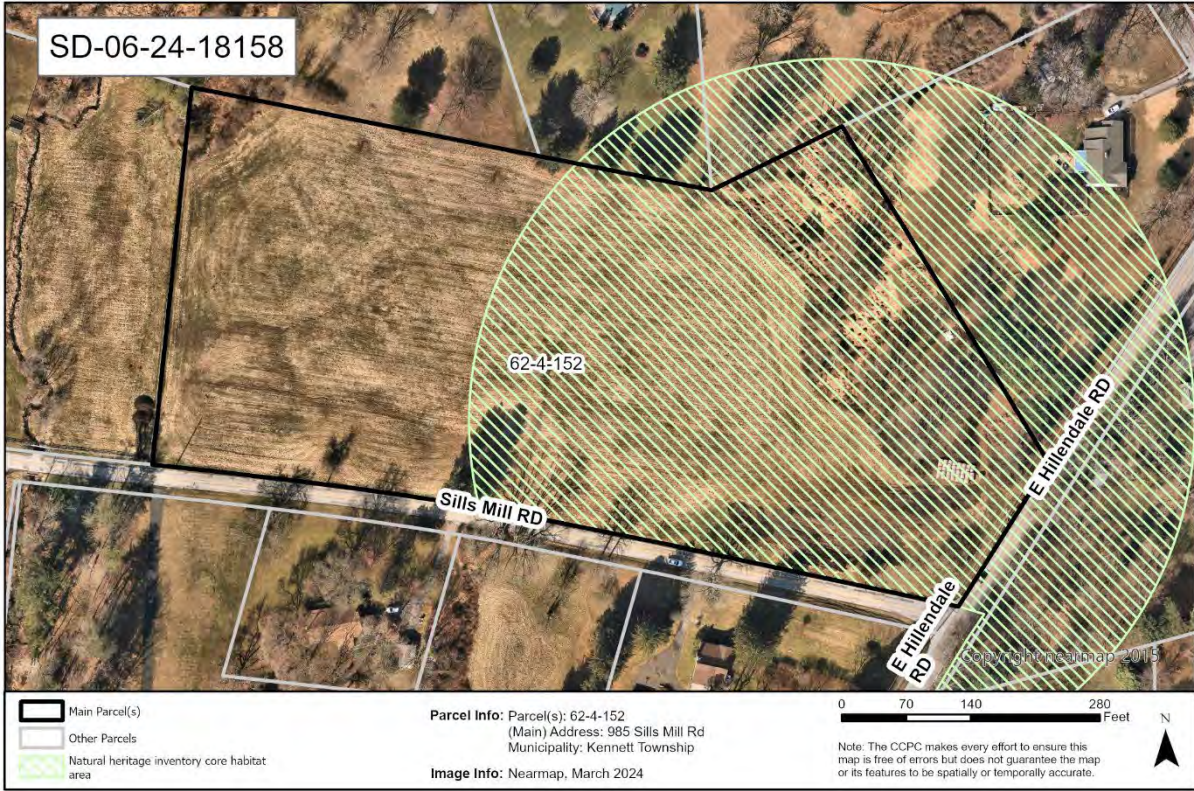 SD-06-24-18158
62-4-152
E Hillendale RD
Sills Mill RD
E Hillendale
RD
Copyright nearmap 2015
Main Parcel(s)
Other Parcels
Natural heritage inventory core habitat
area
Parcel Info: Parcel(s): 62-4-152
(Main) Address: 985 Sills Mill Rd
Municipality: Kennett Township
Image Info: Nearmap, March 2024
0 70 140 280
Feet
N
Note: The CCPC makes every effort to ensure this
map is free of errors but does not guarantee the map
or its features to be spatially or temporally accurate.